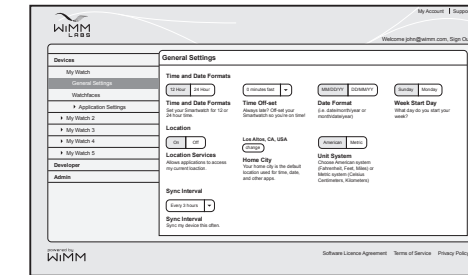 My Account | Suppo
WiMM
LABS
Welcome john@wimm.com, Sign Ou
Devices
My Watch
General Settings
Watchfaces
Application Settings
My Watch 2
My Watch 3
My Watch 4
My Watch 5
Developer
Admin
General Settings
Time and Date Formats
12 Hour 24 Hour
0 minutes fast
MM/DD/YY DD/MM/YY
Sunday Monday
Time and Date Formats
Set your Smartwatch for 12 or
24 hour time.
Time Off-set
Always late? Off-set your
Smartwatch so you're on time!
Date Format
(i.e. date/month/year or
month/date/year)
Week Start Day
What day do you start your
week?
Location
On Off
Los Altos, CA, USA
change
American Metric
Location Services
Allows applications to access
my current loaction.
Home City
Your home city is the default
location used for time, date,
and other apps.
Unit System
Choose American system
(Fahrenheit, Feet, Miles) or
Metric system (Celsius
Centimeters, Kilometers)
Sync Interval
Every 3 hours
Sync Interval
Sync my device this often.
powered by
WiMM
Software Licence Agreement Terms of Service Privacy Polic